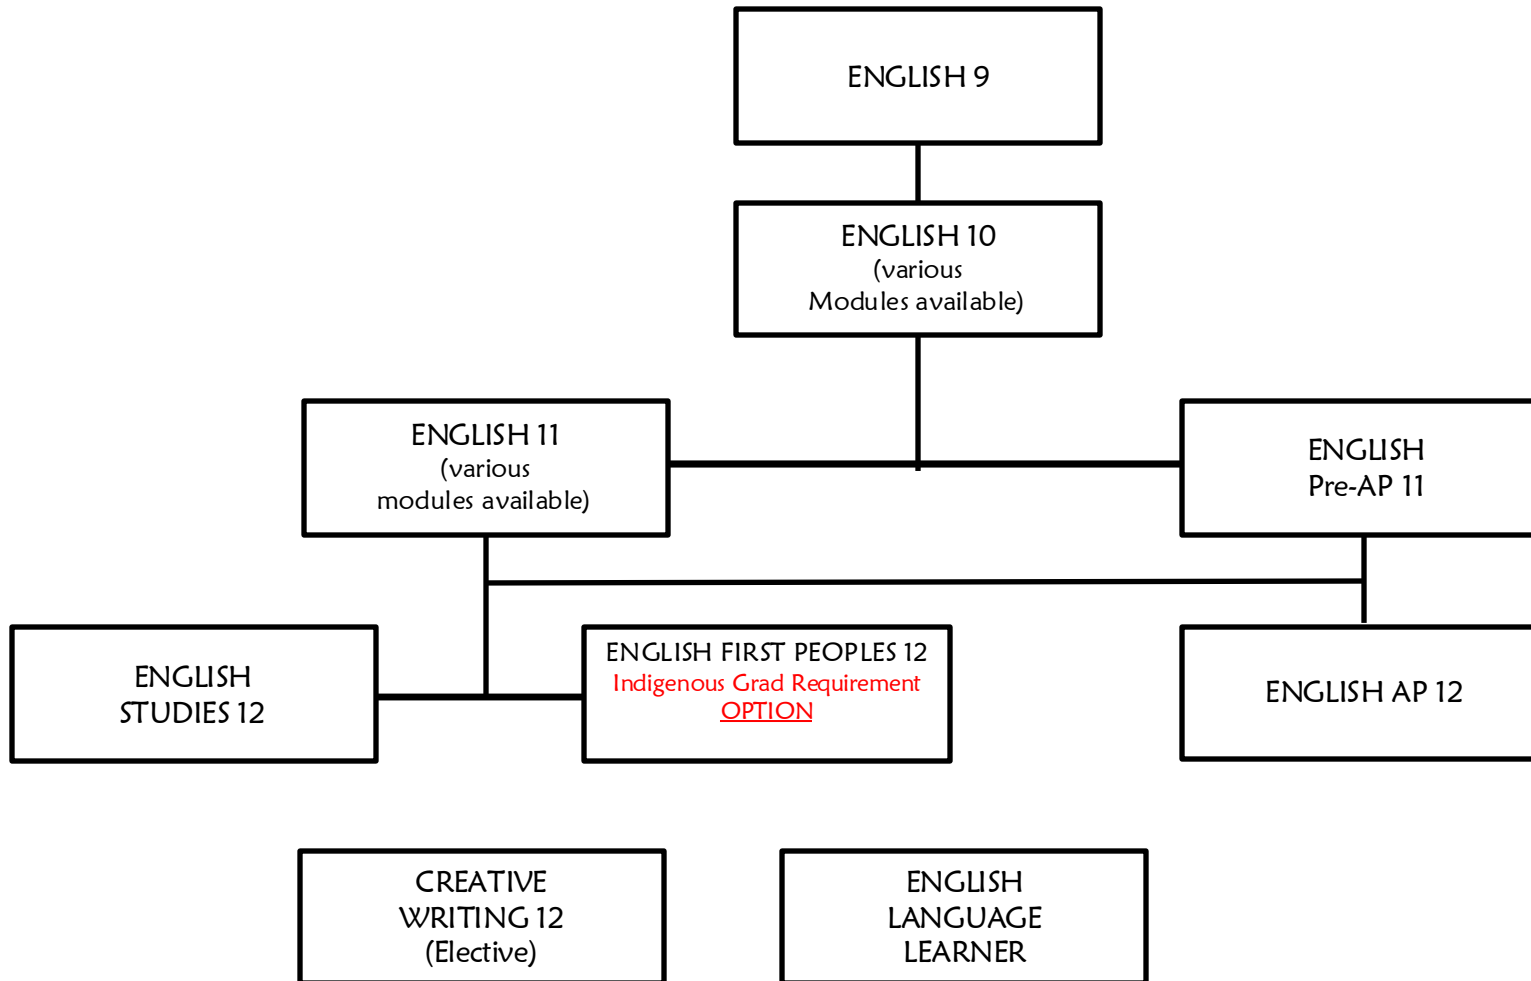 ENGLISH 9
ENGLISH 10
(various
Modules available)
ENGLISH 11
(various
modules available)
ENGLISH
Pre-AP 11
ENGLISH
STUDIES 12
ENGLISH FIRST PEOPLES 12
Indigenous Grad Requirement
OPTION
ENGLISH AP 12
CREATIVE
WRITING 12
(Elective)
ENGLISH
LANGUAGE
LEARNER